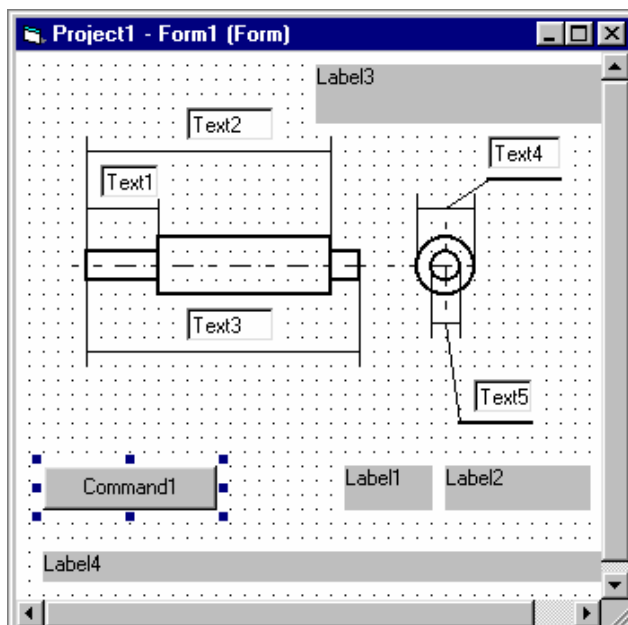 Project1 - Form1 (Form)
Label3
Text2
Text4
Text1
Text3
Text5
Command1
Label1
Label2
Label4